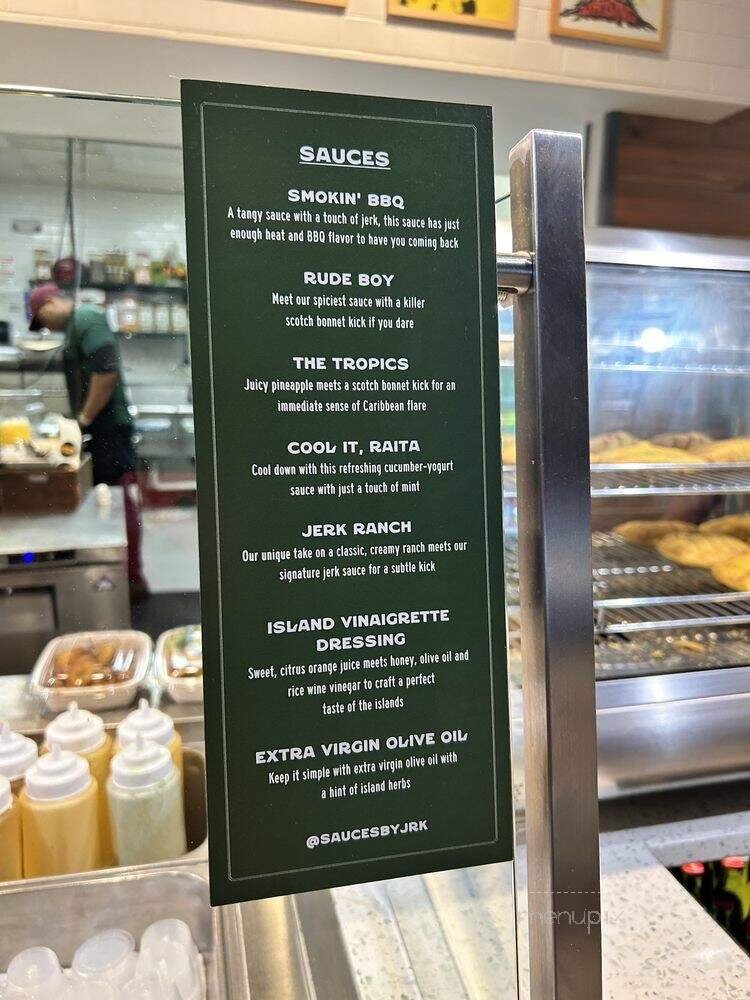 SAUCES
SMOKIN' BBQ
A tangy sauce with a touch of jerk, this sauce has just
enough heat and BBQ flavor to have you coming back
RUDE BOY
Meet our spiciest sauce with a killer
scotch bonnet kick if you dare
THE TROPICS
Juicy pineapple meets a scotch bonnet kick for an
immediate sense of Caribbean flare
COOL IT, RAITA
Cool down with this refreshing cucumber-yogurt
sauce with just a touch of mint
JERK RANCH
Our unique take on a classic, creamy ranch meets our
signature jerk sauce for a subtle kick
ISLAND VINAIGRETTE
DRESSING
Sweet, citrus orange juice meets honey, olive oil and
rice wine vinegar to craft a perfect
taste of the islands
EXTRA VIRGIN OLIVE OIL
Keep it simple with extra virgin olive oil with
a hint of island herbs
@SAUCESBYJRK
menupix